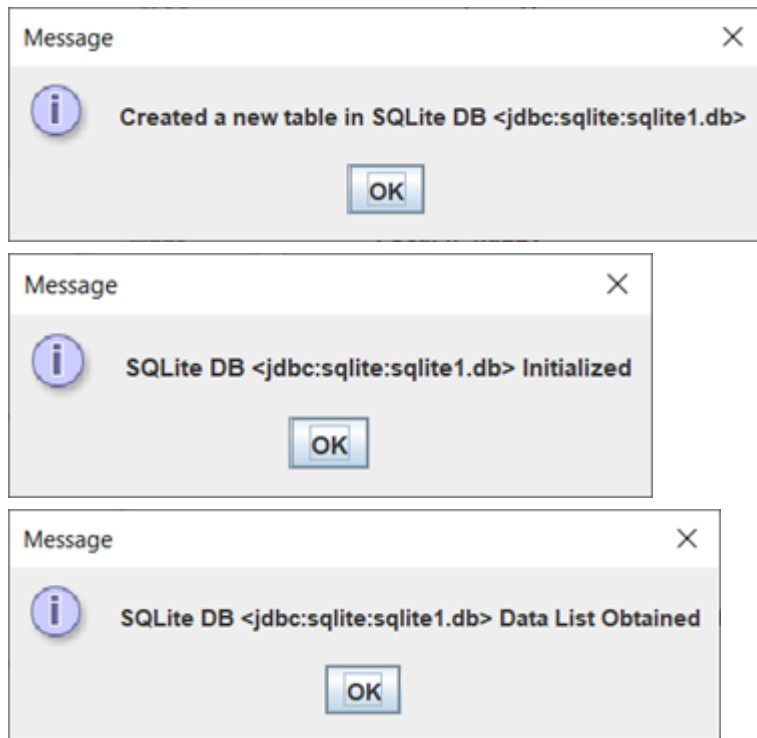 Message
Created a new table in SQLite DB <jdbc:sqlite:sqlite1.db>
OK
Message
SQLite DB <jdbc:sqlite:sqlite1.db> Initialized
OK
Message
SQLite DB <jdbc:sqlite:sqlite1.db> Data List Obtained
OK